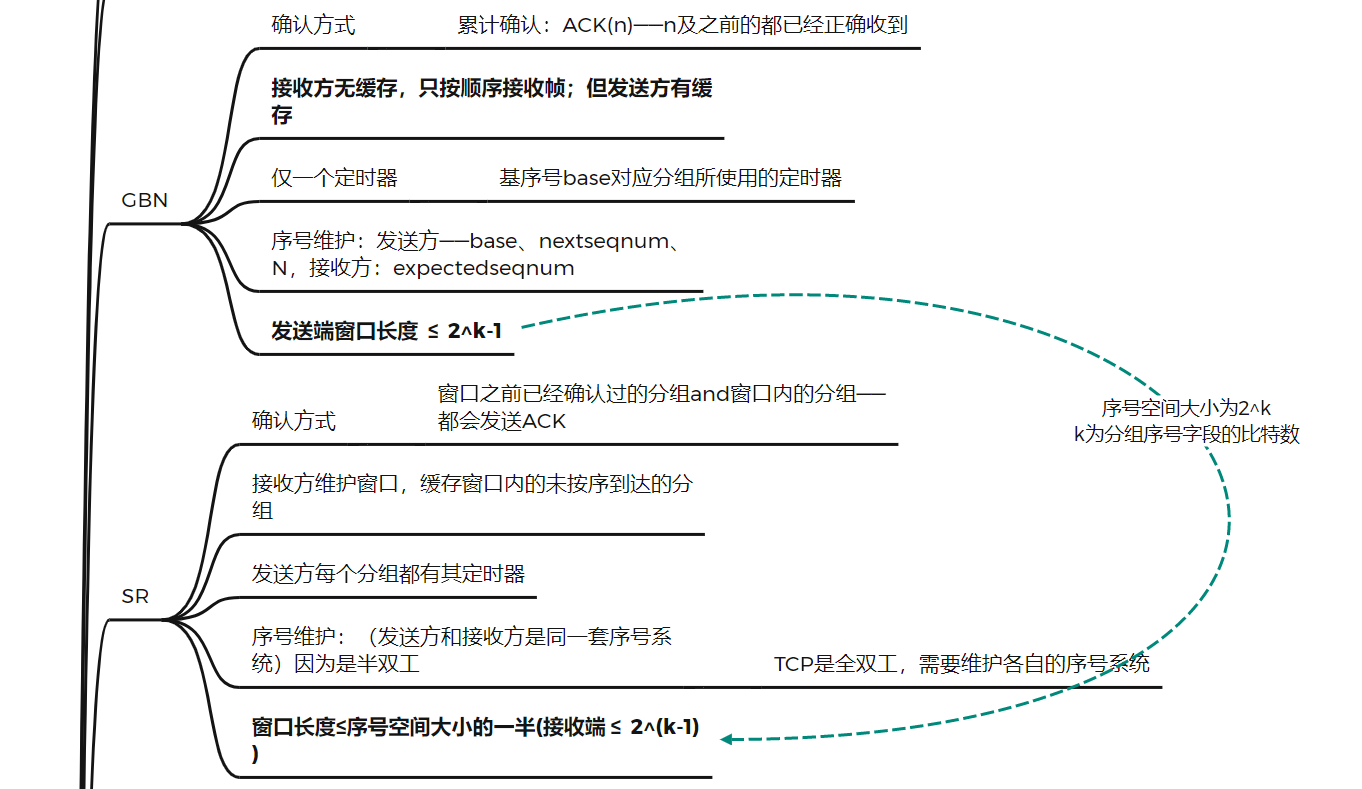 确认方式
累计确认：ACK(n)——n及之前的都已经正确收到
接收方无缓存，只按顺序接收帧；但发送方有缓
存
仅一个定时器
基序号base对应分组所使用的定时器
GBN
序号维护：发送方——base、nextseqnum、
N，接收方：expectedseqnum
发送端窗口长度 ≤ 2^k-1
序号空间大小为2^k
k为分组序号字段的比特数
确认方式
窗口之前已经确认过的分组and窗口内的分组——
都会发送ACK
接收方维护窗口，缓存窗口内的未按序到达的分
组
发送方每个分组都有其定时器
SR
序号维护：（发送方和接收方是同一套序号系
统）因为是半双工
TCP是全双工，需要维护各自的序号系统
窗口长度≤序号空间大小的一半(接收端 ≤ 2^(k-1)
)